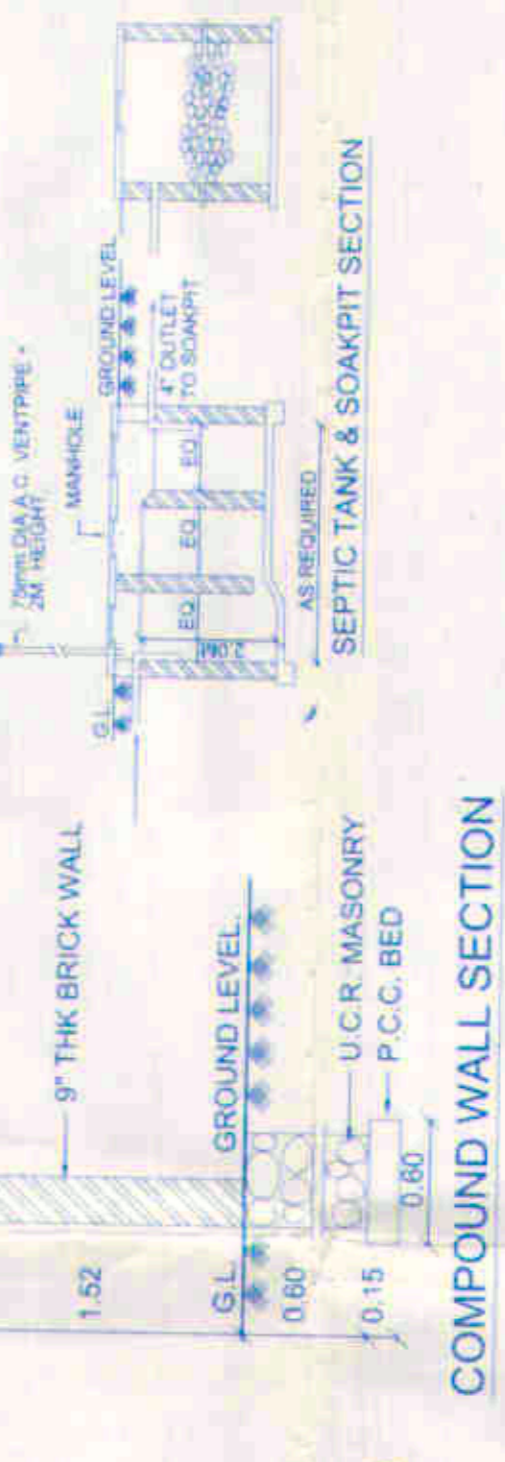 9" THK BRICK WALL
1.52
GROUND LEVEL.
G.L.
0.60
U.C.R. MASONRY
0.15
P.C.C. BED
0.60
COMPOUND WALL SECTION
75mm DIA A.C. VENTPIPE
2M HEIGHT
MANHOLE
GROUND LEVEL
G.L.
4" OUTLET
TO SOAKPIT
EQ EQ EQ
2.0M
AS REQUIRED
SEPTIC TANK & SOAKPIT SECTION